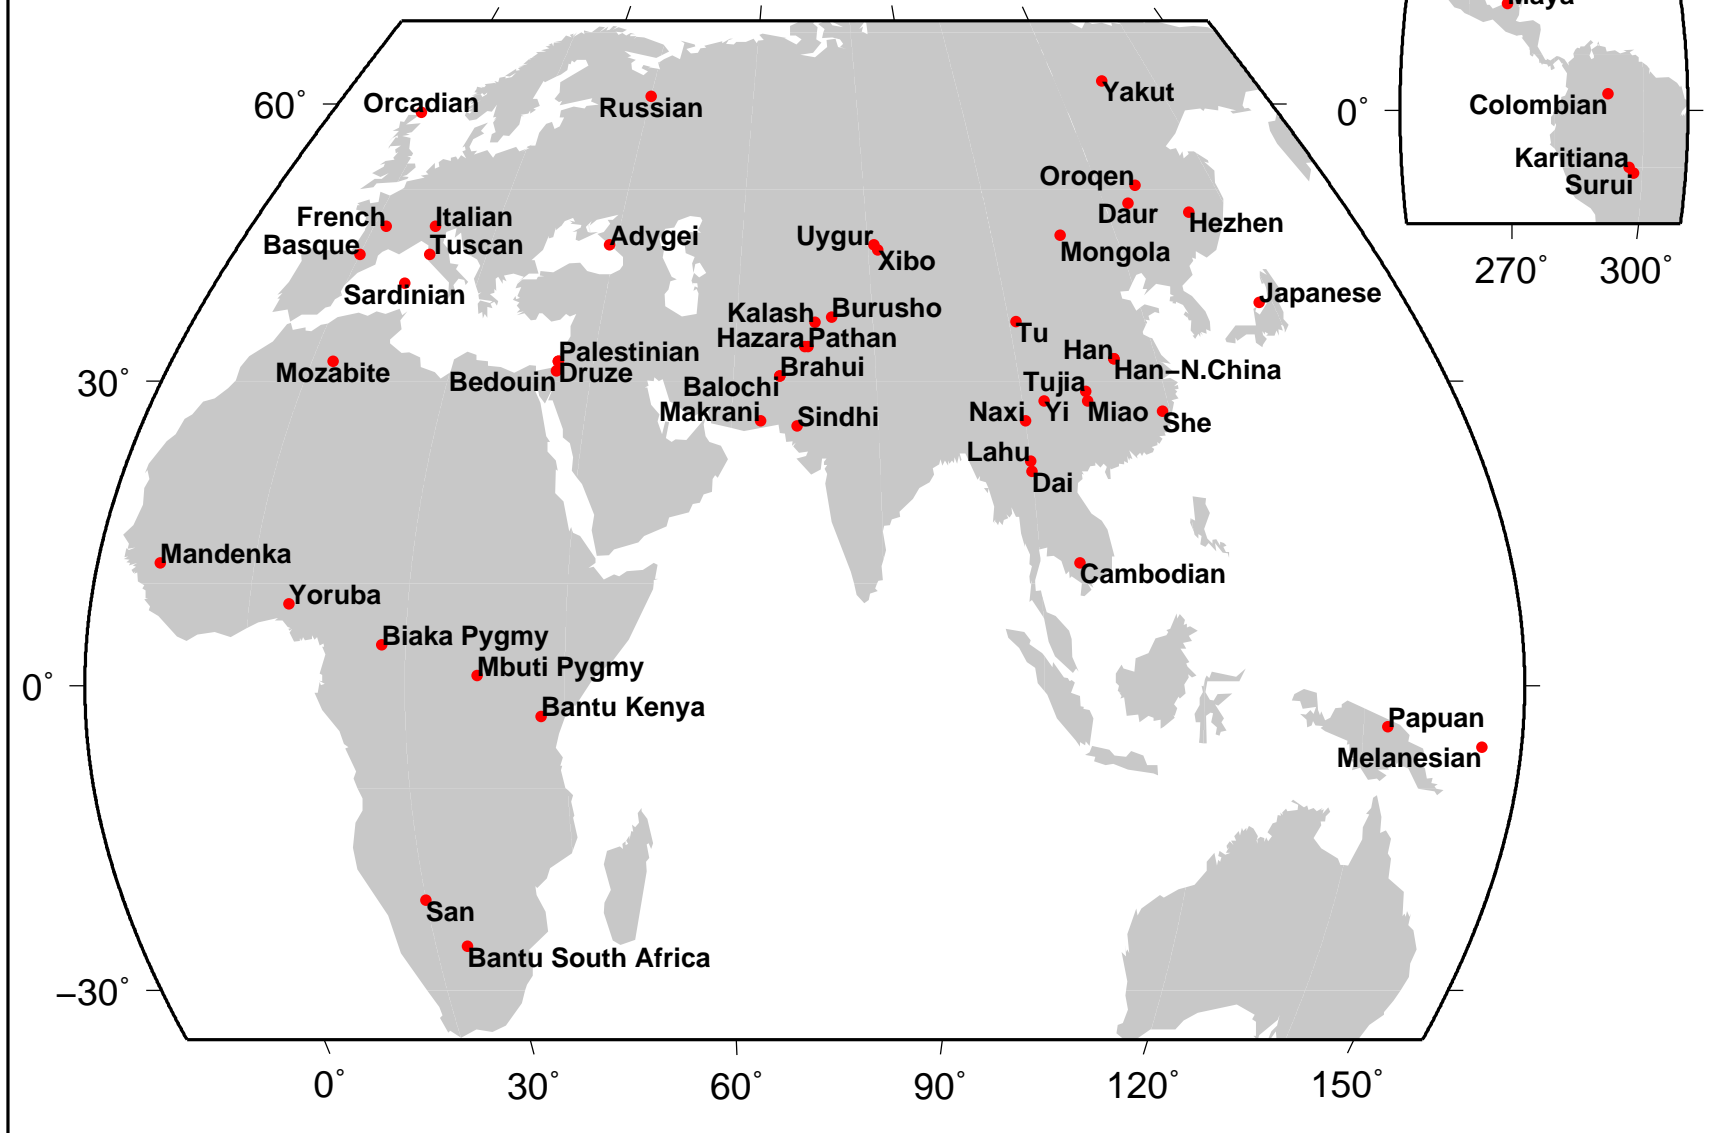 Maya
60°
Orcadian
Russian
Yakut
0°
Colombian
Karitiana
Surui
Oroqen
Daur
Hezhen
French
Italian
Basque
Tuscan
Adygei
Uygur
Xibo
Mongola
270°
300°
Sardinian
Japanese
Kalash
Burusho
Hazara
Pathan
Tu
Han
Han–N.China
Mozabite
Palestinian
Bedouin
Druze
Brahui
Balochi
Makrani
Sindhi
30°
Tujia
Naxi
Yi
Miao
She
Lahu
Dai
Mandenka
Cambodian
Yoruba
Biaka Pygmy
Mbuti Pygmy
0°
Bantu Kenya
Papuan
Melanesian
San
Bantu South Africa
–30°
0°
30°
60°
90°
120°
150°